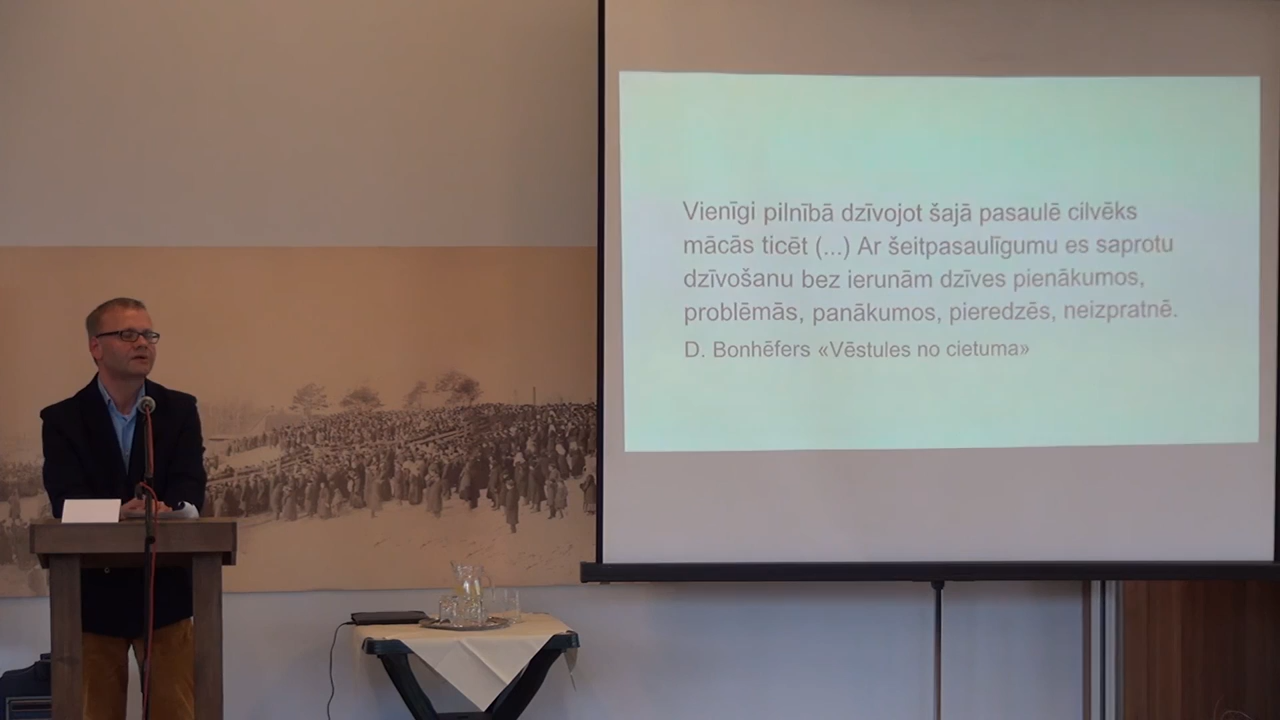 Vienīgi pilnībā dzīvojot šajā pasaulē cilvēks
mācās ticēt (...) Ar šeitpasaulīgumu es saprotu
dzīvošanu bez ierunām dzīves pienākumos,
problēmās, panākumos, pieredzēs, neizpratnē.
D. Bonhēfers «Vēstules no cietuma»